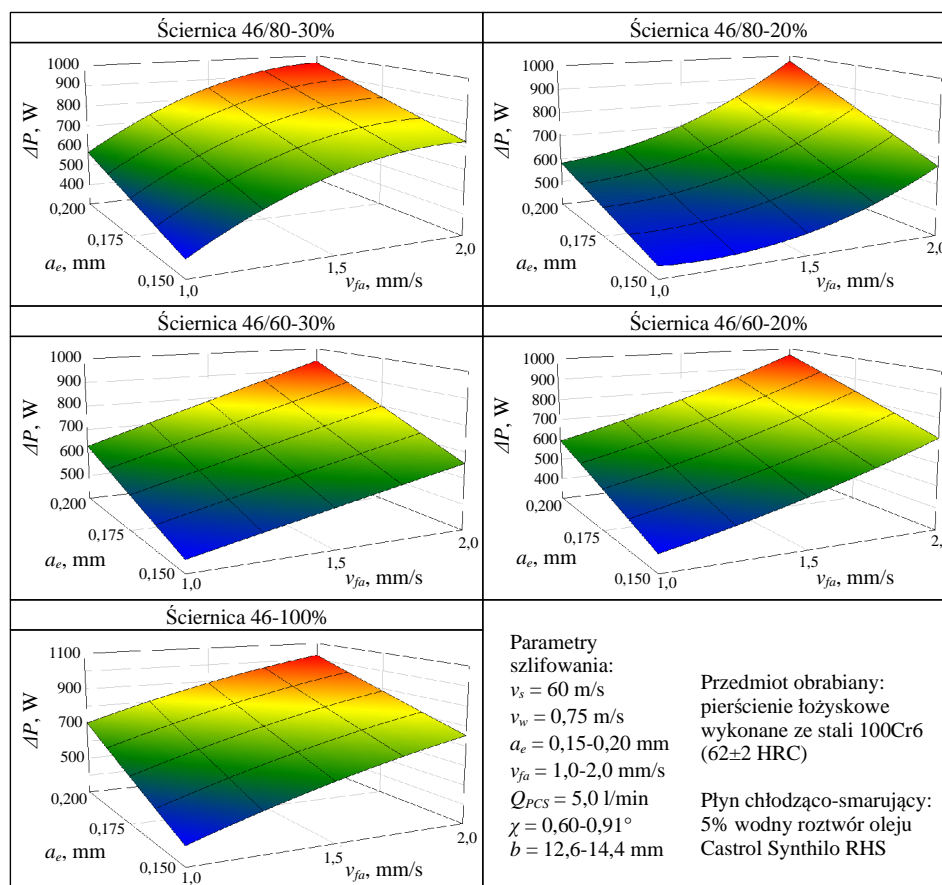 Ściernica 46/80-30%
1000
900
800
700
600
500
400
0,200
0,175
0,150
1,0
1,5
2,0
ΔP, W
a_e, mm
v_fa, mm/s
Ściernica 46/80-20%
1000
900
800
700
600
500
400
0,200
0,175
0,150
1,0
1,5
2,0
ΔP, W
a_e, mm
v_fa, mm/s
Ściernica 46/60-30%
1000
900
800
700
600
500
0,200
0,175
0,150
1,0
1,5
2,0
ΔP, W
a_e, mm
v_fa, mm/s
Ściernica 46/60-20%
1000
900
800
700
600
400
0,200
0,175
0,150
1,0
1,5
2,0
ΔP, W
a_e, mm
v_fa, mm/s
Ściernica 46-100%
1100
900
700
500
0,200
0,175
0,150
1,0
1,5
2,0
ΔP, W
a_e, mm
v_fa, mm/s
Parametry
szlifowania:
v_s = 60 m/s
v_w = 0,75 m/s
a_e = 0,15-0,20 mm
v_fa = 1,0-2,0 mm/s
Q_PCS = 5,0 l/min
χ = 0,60-0,91°
b = 12,6-14,4 mm
Przedmiot obrabiany:
pierścienie łożyskowe
wykonane ze stali 100Cr6
(62±2 HRC)
Płyn chłodząco-smarujący:
5% wodny roztwór oleju
Castrol Synthilo RHS